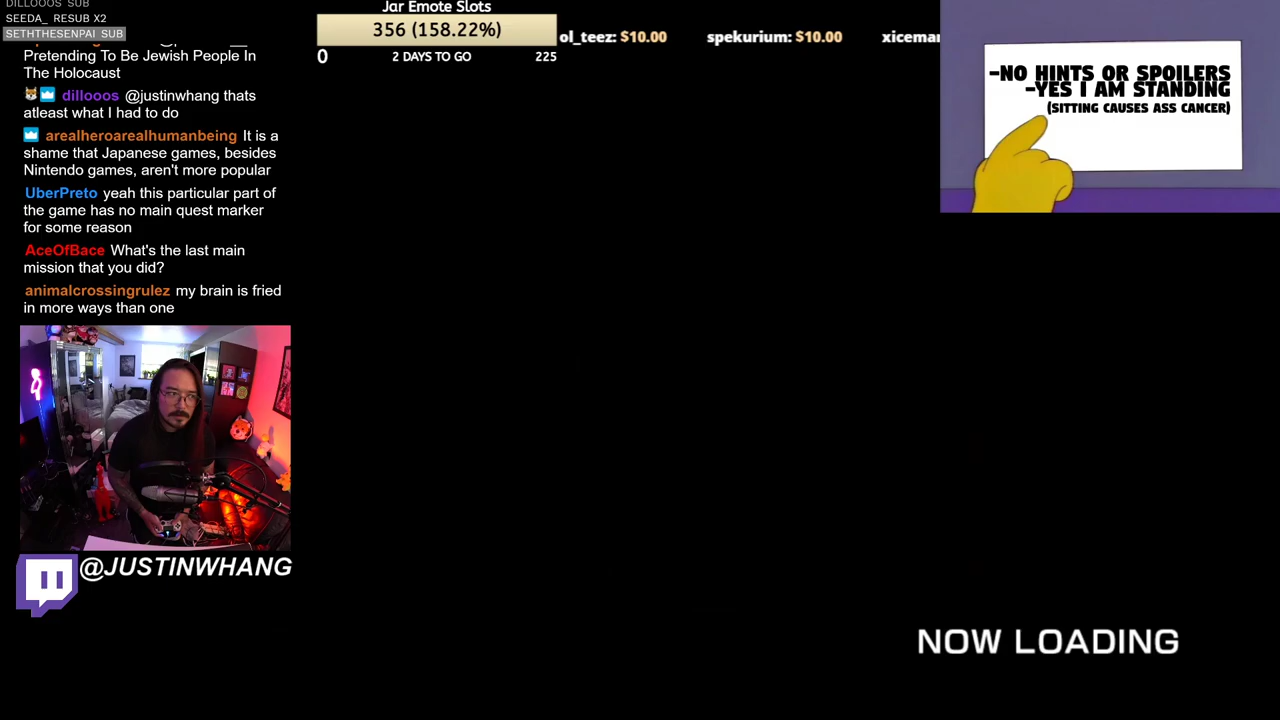 DILLOOOS SUB
SEEDA_ RESUB X2
SETHTHESENPAI SUB
Pretending To Be Jewish People In
The Holocaust
dillooos @justinwhang thats
atleast what I had to do
arealheroarealhumanbeing It is a
shame that Japanese games, besides
Nintendo games, aren't more popular
UberPreto yeah this particular part of
the game has no main quest marker
for some reason
AceOfBace What's the last main
mission that you did?
animalcrossingrulez my brain is fried
in more ways than one
@JUSTINWHANG
Jar Emote Slots
356 (158.22%)
0 2 DAYS TO GO 225
ol_teez: $10.00 spekurium: $10.00 xicemar
-NO HINTS OR SPOILERS
-YES I AM STANDING
(SITTING CAUSES ASS CANCER)
NOW LOADING